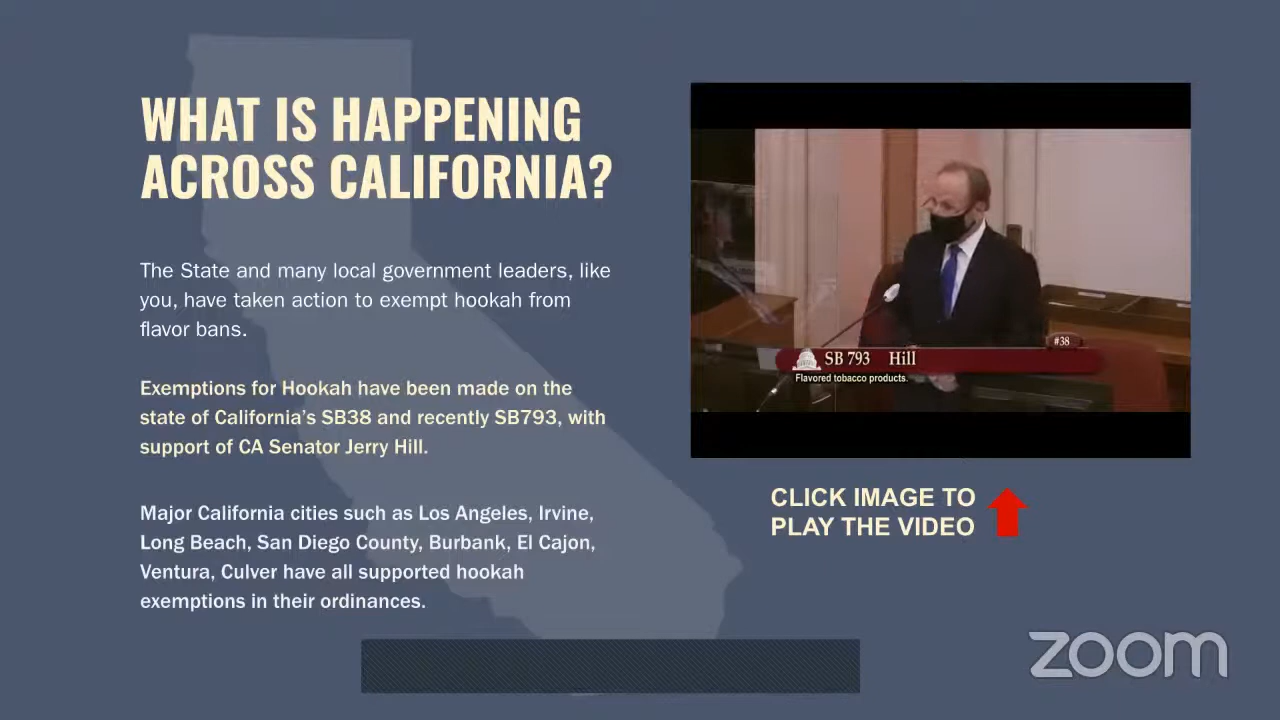 WHAT IS HAPPENING
ACROSS CALIFORNIA?
The State and many local government leaders, like
you, have taken action to exempt hookah from
flavor bans.
Exemptions for Hookah have been made on the
state of California's SB38 and recently SB793, with
support of CA Senator Jerry Hill.
Major California cities such as Los Angeles, Irvine,
Long Beach, San Diego County, Burbank, El Cajon,
Ventura, Culver have all supported hookah
exemptions in their ordinances.
#38
SB 793 Hill
Flavored tobacco products.
CLICK IMAGE TO
PLAY THE VIDEO
zoom